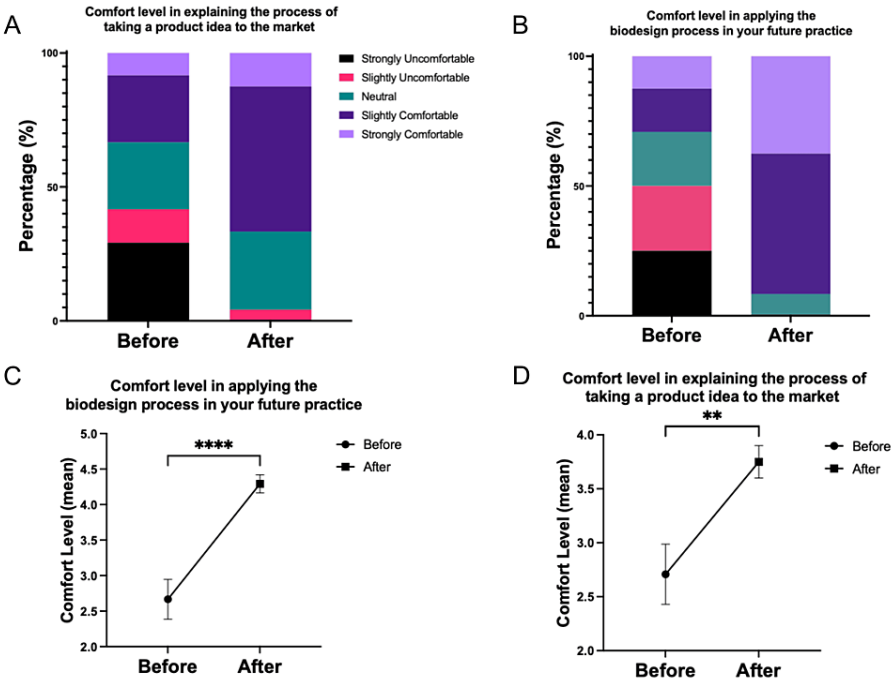 A
Comfort level in explaining the process of
taking a product idea to the market
Percentage (%)
100
50
0
Before
After
Strongly Uncomfortable
Slightly Uncomfortable
Neutral
Slightly Comfortable
Strongly Comfortable
B
Comfort level in applying the
biodesign process in your future practice
Percentage (%)
100
50
0
Before
After
C
Comfort level in applying the
biodesign process in your future practice
Comfort Level (mean)
5.0
4.5
4.0
3.0
2.5
2.0
****
Before
After
Before
After
D
Comfort level in explaining the process of
taking a product idea to the market
Comfort Level (mean)
4.0
3.5
3.0
2.5
2.0
**
Before
After
Before
After